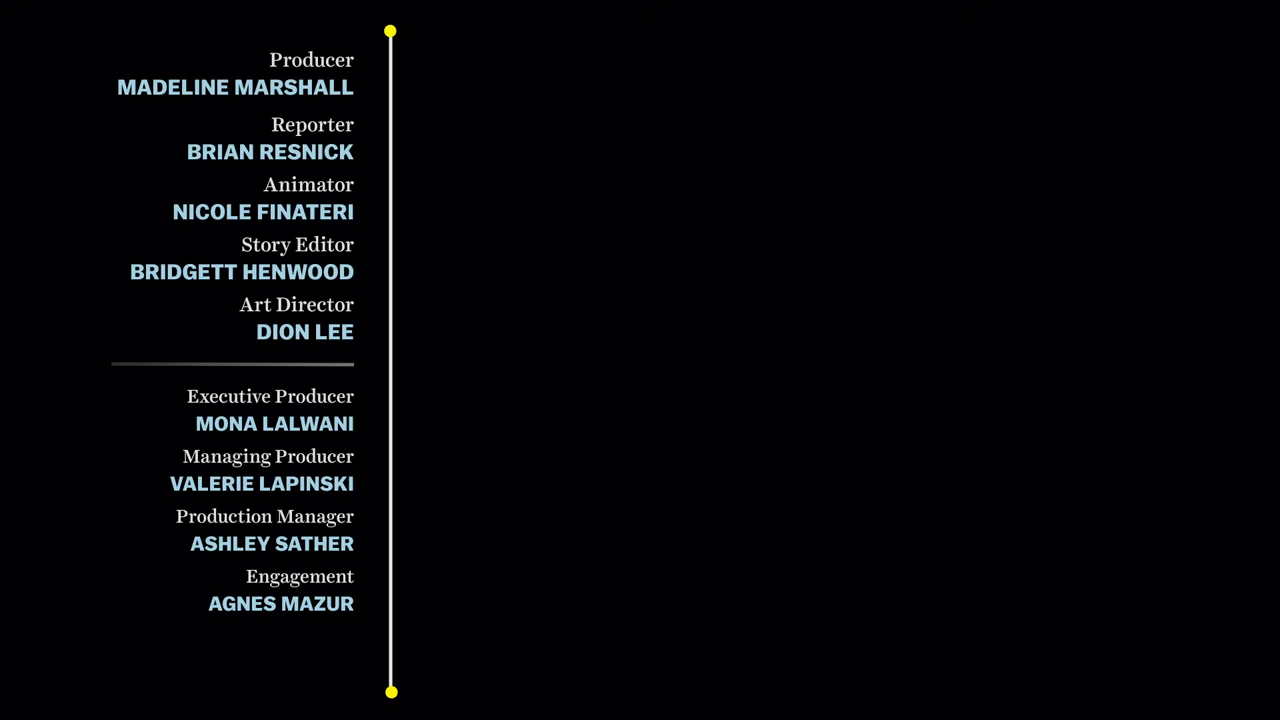 Producer
MADELINE MARSHALL
Reporter
BRIAN RESNICK
Animator
NICOLE FINATERI
Story Editor
BRIDGETT HENWOOD
Art Director
DION LEE
Executive Producer
MONA LALWANI
Managing Producer
VALERIE LAPINSKI
Production Manager
ASHLEY SATHER
Engagement
AGNES MAZUR